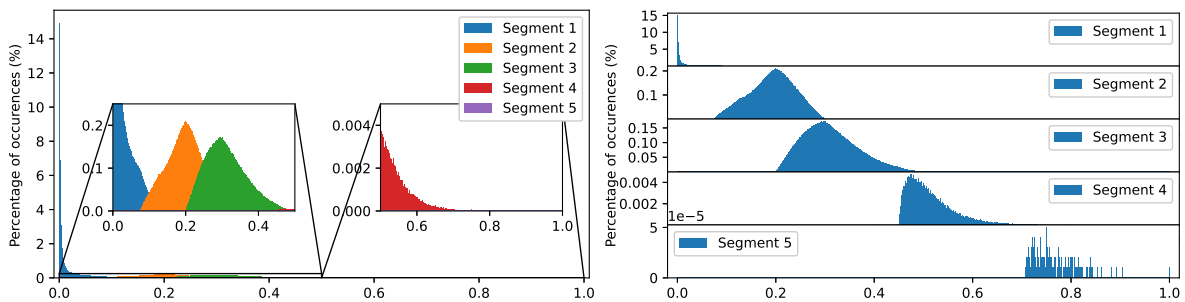 Percentage of occurences (%)
14
12
10
8
6
4
2
0
0.0 0.2 0.4 0.6 0.8 1.0
Segment 1
Segment 2
Segment 3
Segment 4
Segment 5
0.2
0.1
0.0
0.0 0.2 0.4
0.004
0.002
0.000
0.6 0.8 1.0
Percentage of occurences (%)
15
10
5
Segment 1
0.2
0.1
Segment 2
0.15
0.10
0.05
Segment 3
0.004
0.002
Segment 4
1e−5
5
0
Segment 5
0.0 0.2 0.4 0.6 0.8 1.0